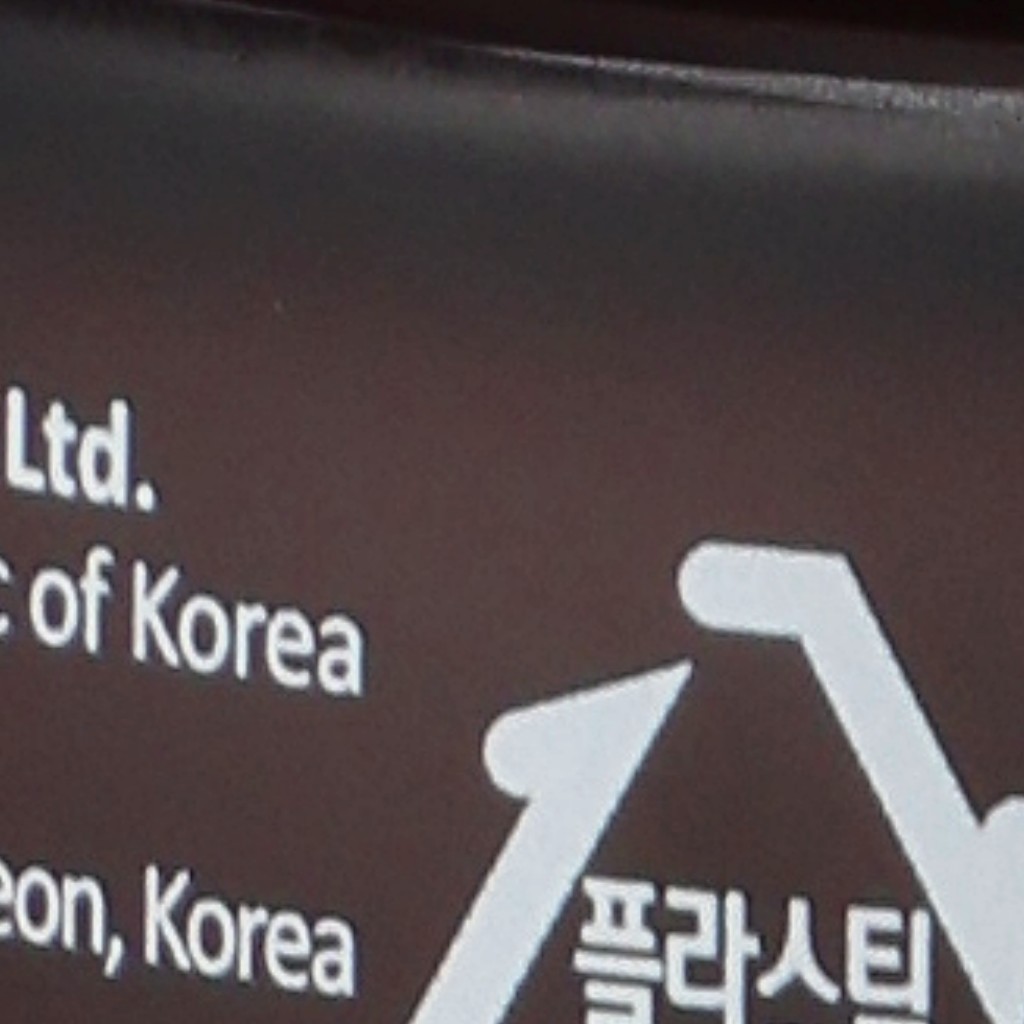 Ltd.
of Korea
eon, Korea
플라스틱